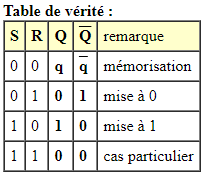 Table de vérité :
S R Q Q̅ remarque
0 0 q q̅ mémorisation
0 1 0 1 mise à 0
1 0 1 0 mise à 1
1 1 0 0 cas particulier